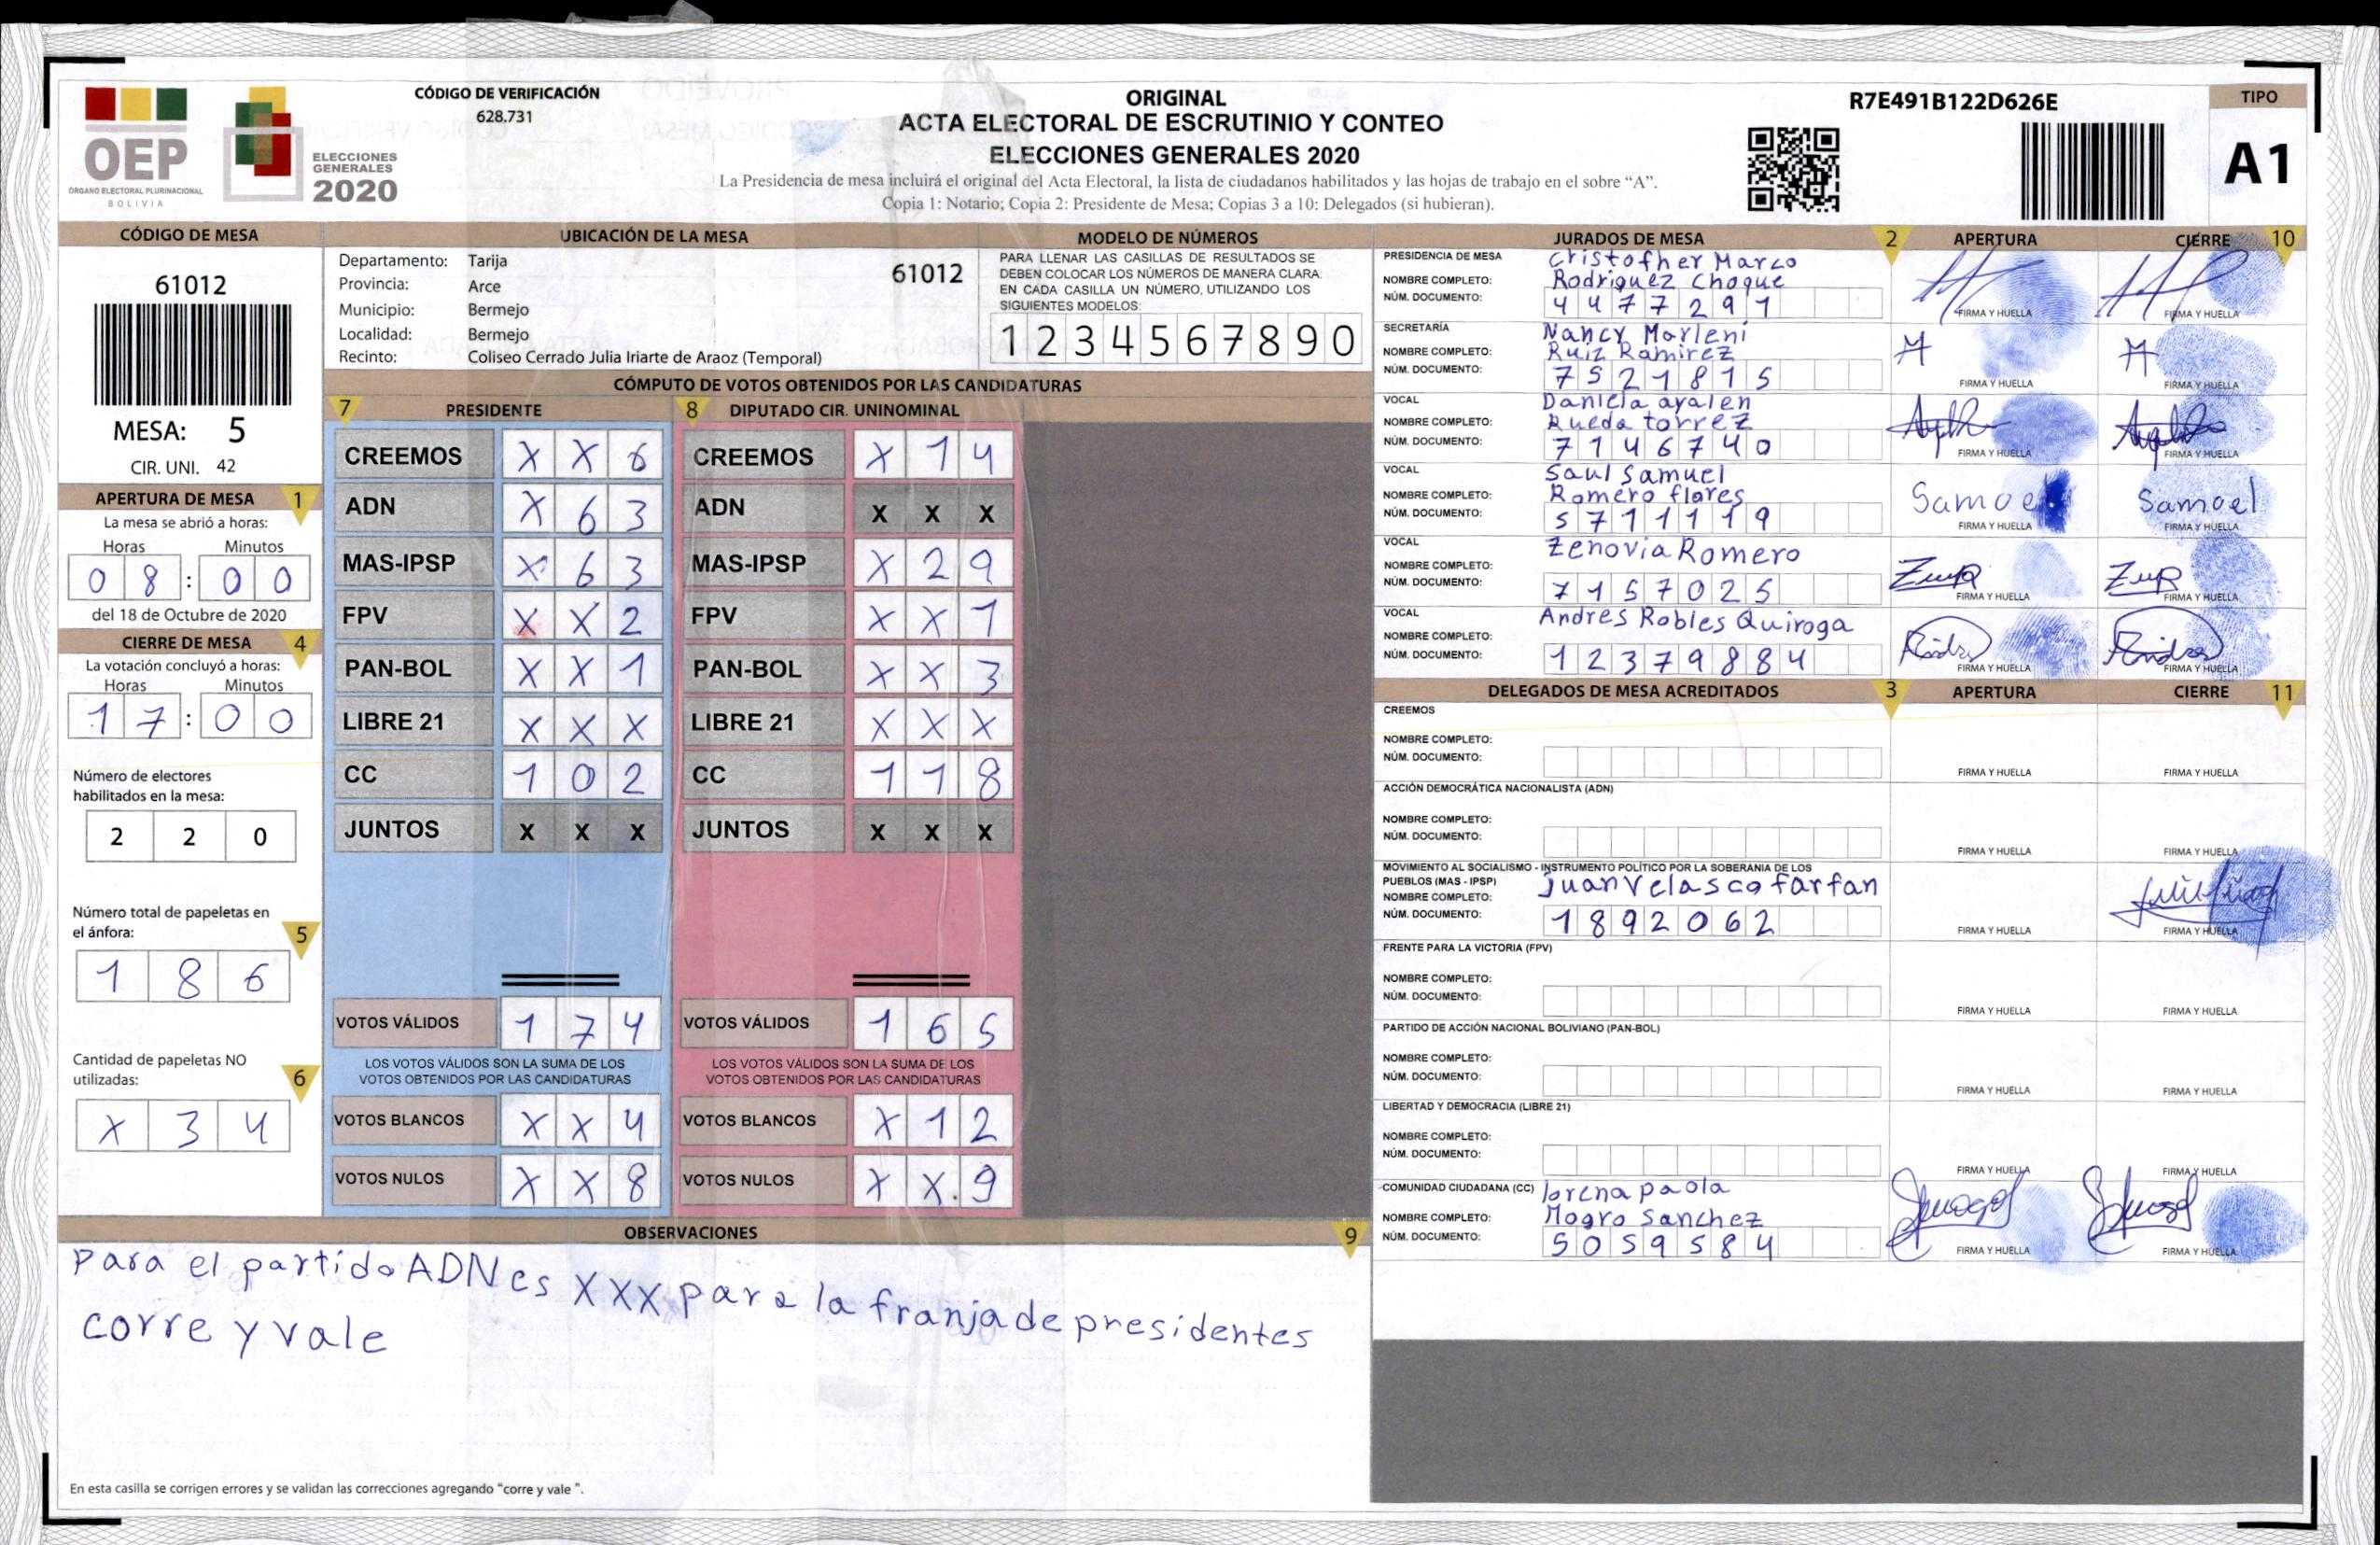 OEP
ÓRGANO ELECTORAL PLURINACIONAL
BOLIVIA
ELECCIONES
GENERALES
2020
CÓDIGO DE VERIFICACIÓN
628.731
ORIGINAL
ACTA ELECTORAL DE ESCRUTINIO Y CONTEO
ELECCIONES GENERALES 2020
La Presidencia de mesa incluirá el original del Acta Electoral, la lista de ciudadanos habilitados y las hojas de trabajo en el sobre “A”.
Copia 1: Notario; Copia 2: Presidente de Mesa; Copias 3 a 10: Delegados (si hubieran).
R7E491B122D626E
TIPO
A1
CÓDIGO DE MESA
61012
MESA: 5
CIR. UNI. 42
APERTURA DE MESA 1
La mesa se abrió a horas:
Horas Minutos
0 8 : 0 0
del 18 de Octubre de 2020
CIERRE DE MESA 4
La votación concluyó a horas:
Horas Minutos
1 7 : 0 0
Número de electores
habilitados en la mesa:
2 2 0
Número total de papeletas en
el ánfora: 5
1 8 6
Cantidad de papeletas NO
utilizadas: 6
X 3 4
UBICACIÓN DE LA MESA
Departamento: Tarija
Provincia: Arce
Municipio: Bermejo
Localidad: Bermejo
Recinto: Coliseo Cerrado Julia Iriarte de Araoz (Temporal)
61012
MODELO DE NÚMEROS
PARA LLENAR LAS CASILLAS DE RESULTADOS SE
DEBEN COLOCAR LOS NÚMEROS DE MANERA CLARA
EN CADA CASILLA UN NÚMERO, UTILIZANDO LOS
SIGUIENTES MODELOS:
1 2 3 4 5 6 7 8 9 0
CÓMPUTO DE VOTOS OBTENIDOS POR LAS CANDIDATURAS
7 PRESIDENTE
CREEMOS X X 6
ADN X 6 3
MAS-IPSP X 6 3
FPV X X 2
PAN-BOL X X 1
LIBRE 21 X X X
CC 1 0 2
JUNTOS X X X
VOTOS VÁLIDOS 1 7 4
LOS VOTOS VÁLIDOS SON LA SUMA DE LOS
VOTOS OBTENIDOS POR LAS CANDIDATURAS
VOTOS BLANCOS X X 4
VOTOS NULOS X X 8
8 DIPUTADO CIR. UNINOMINAL
CREEMOS X 1 4
ADN X X X
MAS-IPSP X 2 9
FPV X X 1
PAN-BOL X X 3
LIBRE 21 X X X
CC 1 1 8
JUNTOS X X X
VOTOS VÁLIDOS 1 6 5
LOS VOTOS VÁLIDOS SON LA SUMA DE LOS
VOTOS OBTENIDOS POR LAS CANDIDATURAS
VOTOS BLANCOS X 1 2
VOTOS NULOS X X . 9
OBSERVACIONES 9
Para el partido ADN es XXX para la franja de presidentes
corre y vale
En esta casilla se corrigen errores y se validan las correcciones agregando “corre y vale ”.
JURADOS DE MESA 2 APERTURA CIERRE 10
PRESIDENCIA DE MESA Cristofher Marco
NOMBRE COMPLETO: Rodriguez Choque
NÚM. DOCUMENTO: 4 4 7 7 2 9 1
FIRMA Y HUELLA FIRMA Y HUELLA
SECRETARÍA Nancy Marleni
NOMBRE COMPLETO: Ruiz Ramirez
NÚM. DOCUMENTO: 7 5 2 1 8 1 5
FIRMA Y HUELLA FIRMA Y HUELLA
VOCAL Daniela ayalen
NOMBRE COMPLETO: Rueda torrez
NÚM. DOCUMENTO: 7 1 4 6 7 4 0
FIRMA Y HUELLA FIRMA Y HUELLA
VOCAL Saul Samuel
NOMBRE COMPLETO: Romero flores
NÚM. DOCUMENTO: 5 7 1 1 1 1 9
Samoel Samoel
FIRMA Y HUELLA FIRMA Y HUELLA
VOCAL Zenovia Romero
NOMBRE COMPLETO:
NÚM. DOCUMENTO: 7 1 5 7 0 2 5
FIRMA Y HUELLA FIRMA Y HUELLA
VOCAL Andres Robles Quiroga
NOMBRE COMPLETO:
NÚM. DOCUMENTO: 1 2 3 7 9 8 8 4
FIRMA Y HUELLA FIRMA Y HUELLA
DELEGADOS DE MESA ACREDITADOS 3 APERTURA CIERRE 11
CREEMOS
NOMBRE COMPLETO:
NÚM. DOCUMENTO:
FIRMA Y HUELLA FIRMA Y HUELLA
ACCIÓN DEMOCRÁTICA NACIONALISTA (ADN)
NOMBRE COMPLETO:
NÚM. DOCUMENTO:
FIRMA Y HUELLA FIRMA Y HUELLA
MOVIMIENTO AL SOCIALISMO - INSTRUMENTO POLÍTICO POR LA SOBERANIA DE LOS
PUEBLOS (MAS - IPSP) Juan Velasco farfan
NOMBRE COMPLETO:
NÚM. DOCUMENTO: 1 8 9 2 0 6 2
FIRMA Y HUELLA FIRMA Y HUELLA
FRENTE PARA LA VICTORIA (FPV)
NOMBRE COMPLETO:
NÚM. DOCUMENTO:
FIRMA Y HUELLA FIRMA Y HUELLA
PARTIDO DE ACCIÓN NACIONAL BOLIVIANO (PAN-BOL)
NOMBRE COMPLETO:
NÚM. DOCUMENTO:
FIRMA Y HUELLA FIRMA Y HUELLA
LIBERTAD Y DEMOCRACIA (LIBRE 21)
NOMBRE COMPLETO:
NÚM. DOCUMENTO:
FIRMA Y HUELLA FIRMA Y HUELLA
COMUNIDAD CIUDADANA (CC) lorena paola
NOMBRE COMPLETO: Mogro Sanchez
NÚM. DOCUMENTO: 5 0 5 9 5 8 4
FIRMA Y HUELLA FIRMA Y HUELLA